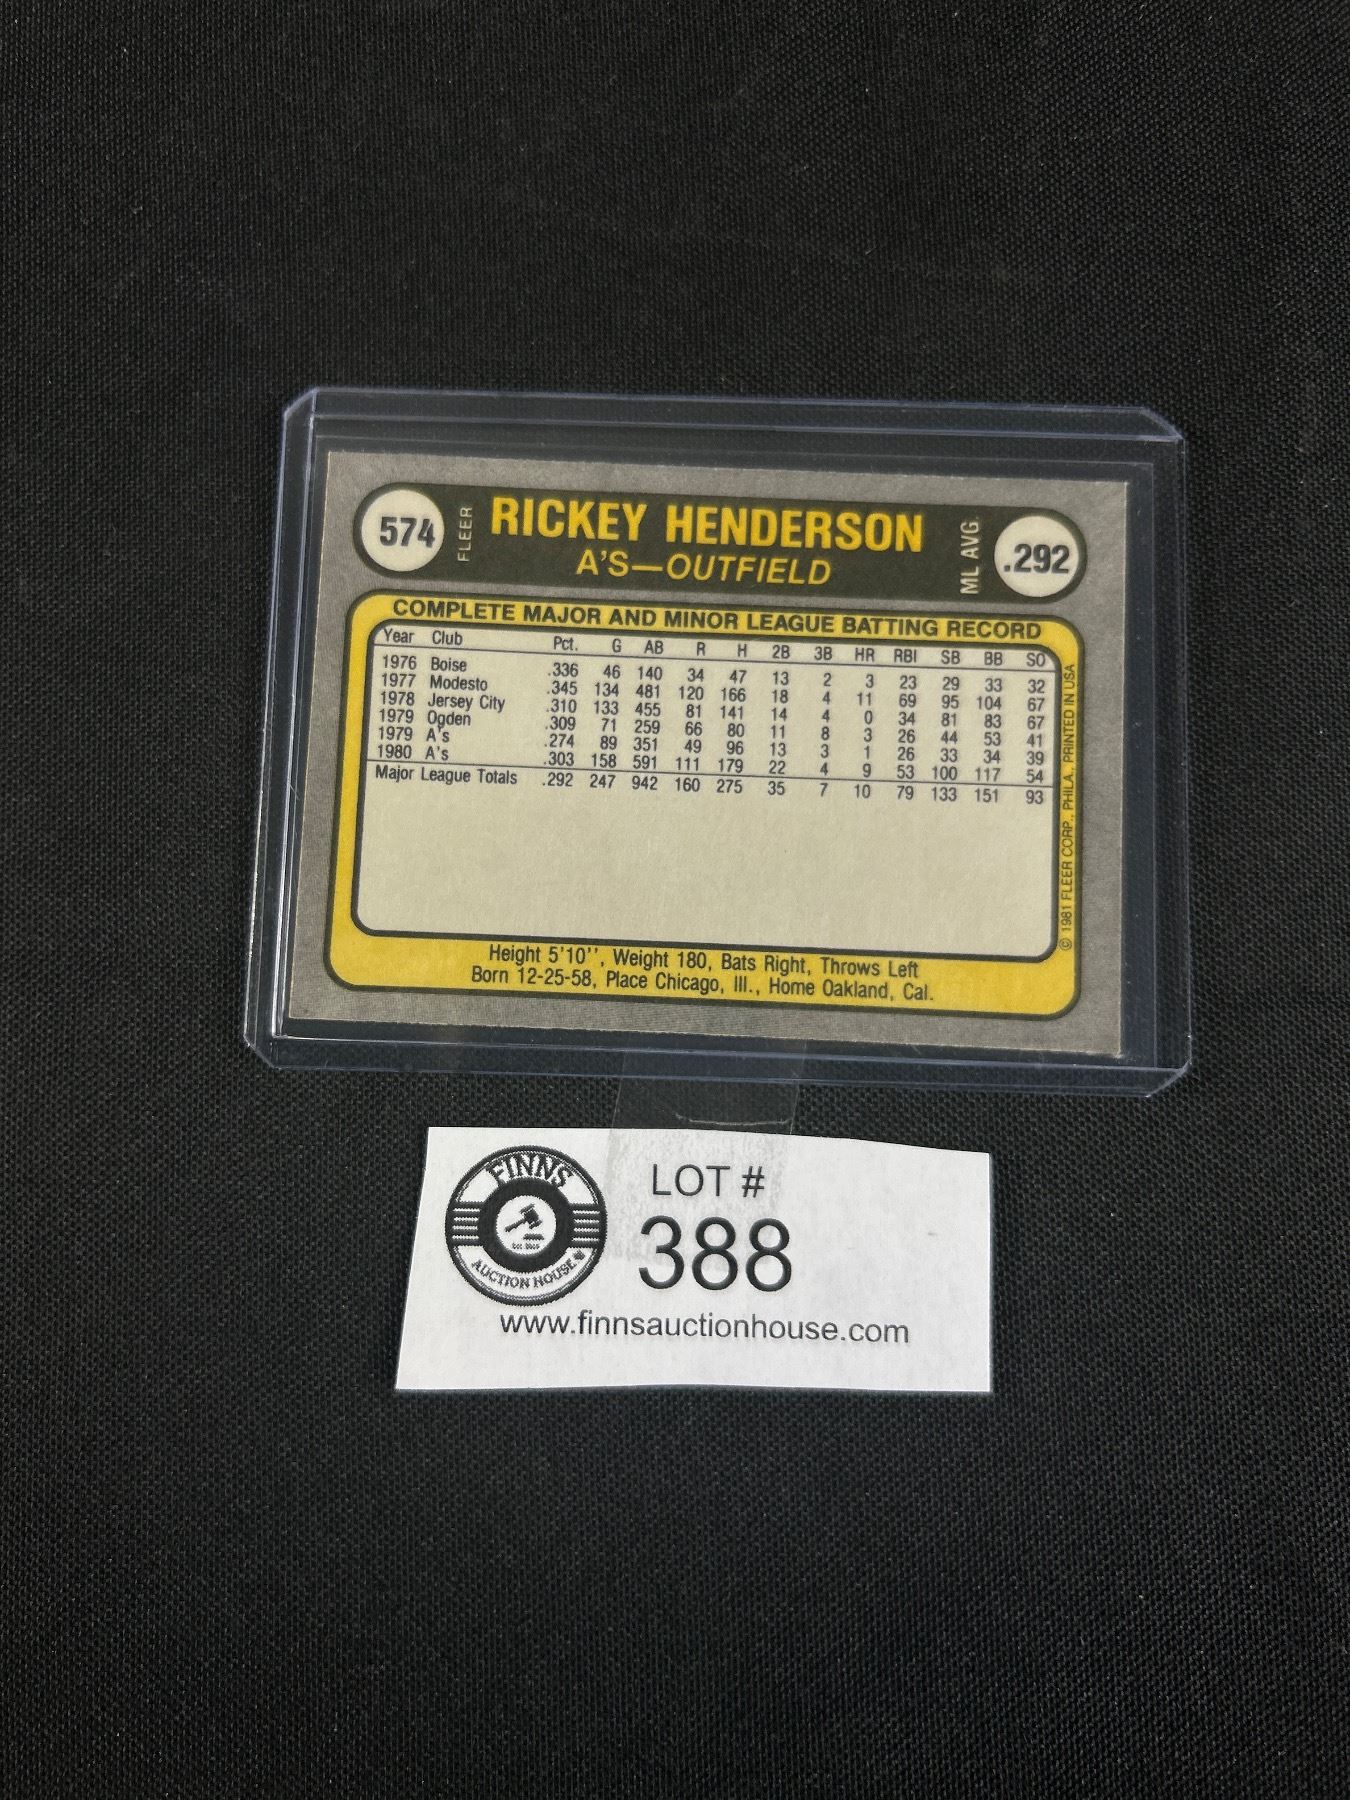 574 FLEER RICKEY HENDERSON ML AVG. .292
A'S—OUTFIELD
COMPLETE MAJOR AND MINOR LEAGUE BATTING RECORD
Year Club Pct. G AB R H 2B 3B HR RBI SB BB SO
1976 Boise .336 46 140 34 47 13 2 3 23 29 33 32
1977 Modesto .345 134 481 120 166 18 4 11 69 95 104 67
1978 Jersey City .310 133 455 81 141 14 4 0 34 81 83 67
1979 Ogden .309 71 259 66 80 11 8 3 26 44 53 41
1979 A's .274 89 351 49 96 13 3 1 26 33 34 39
1980 A's .303 158 591 111 179 22 4 9 53 100 117 54
Major League Totals .292 247 942 160 275 35 7 10 79 133 151 93
© 1981 FLEER CORP., PHILA., PRINTED IN USA
Height 5'10'', Weight 180, Bats Right, Throws Left
Born 12-25-58, Place Chicago, Ill., Home Oakland, Cal.
FINNS
AUCTION HOUSE
LOT #
388
www.finnsauctionhouse.com